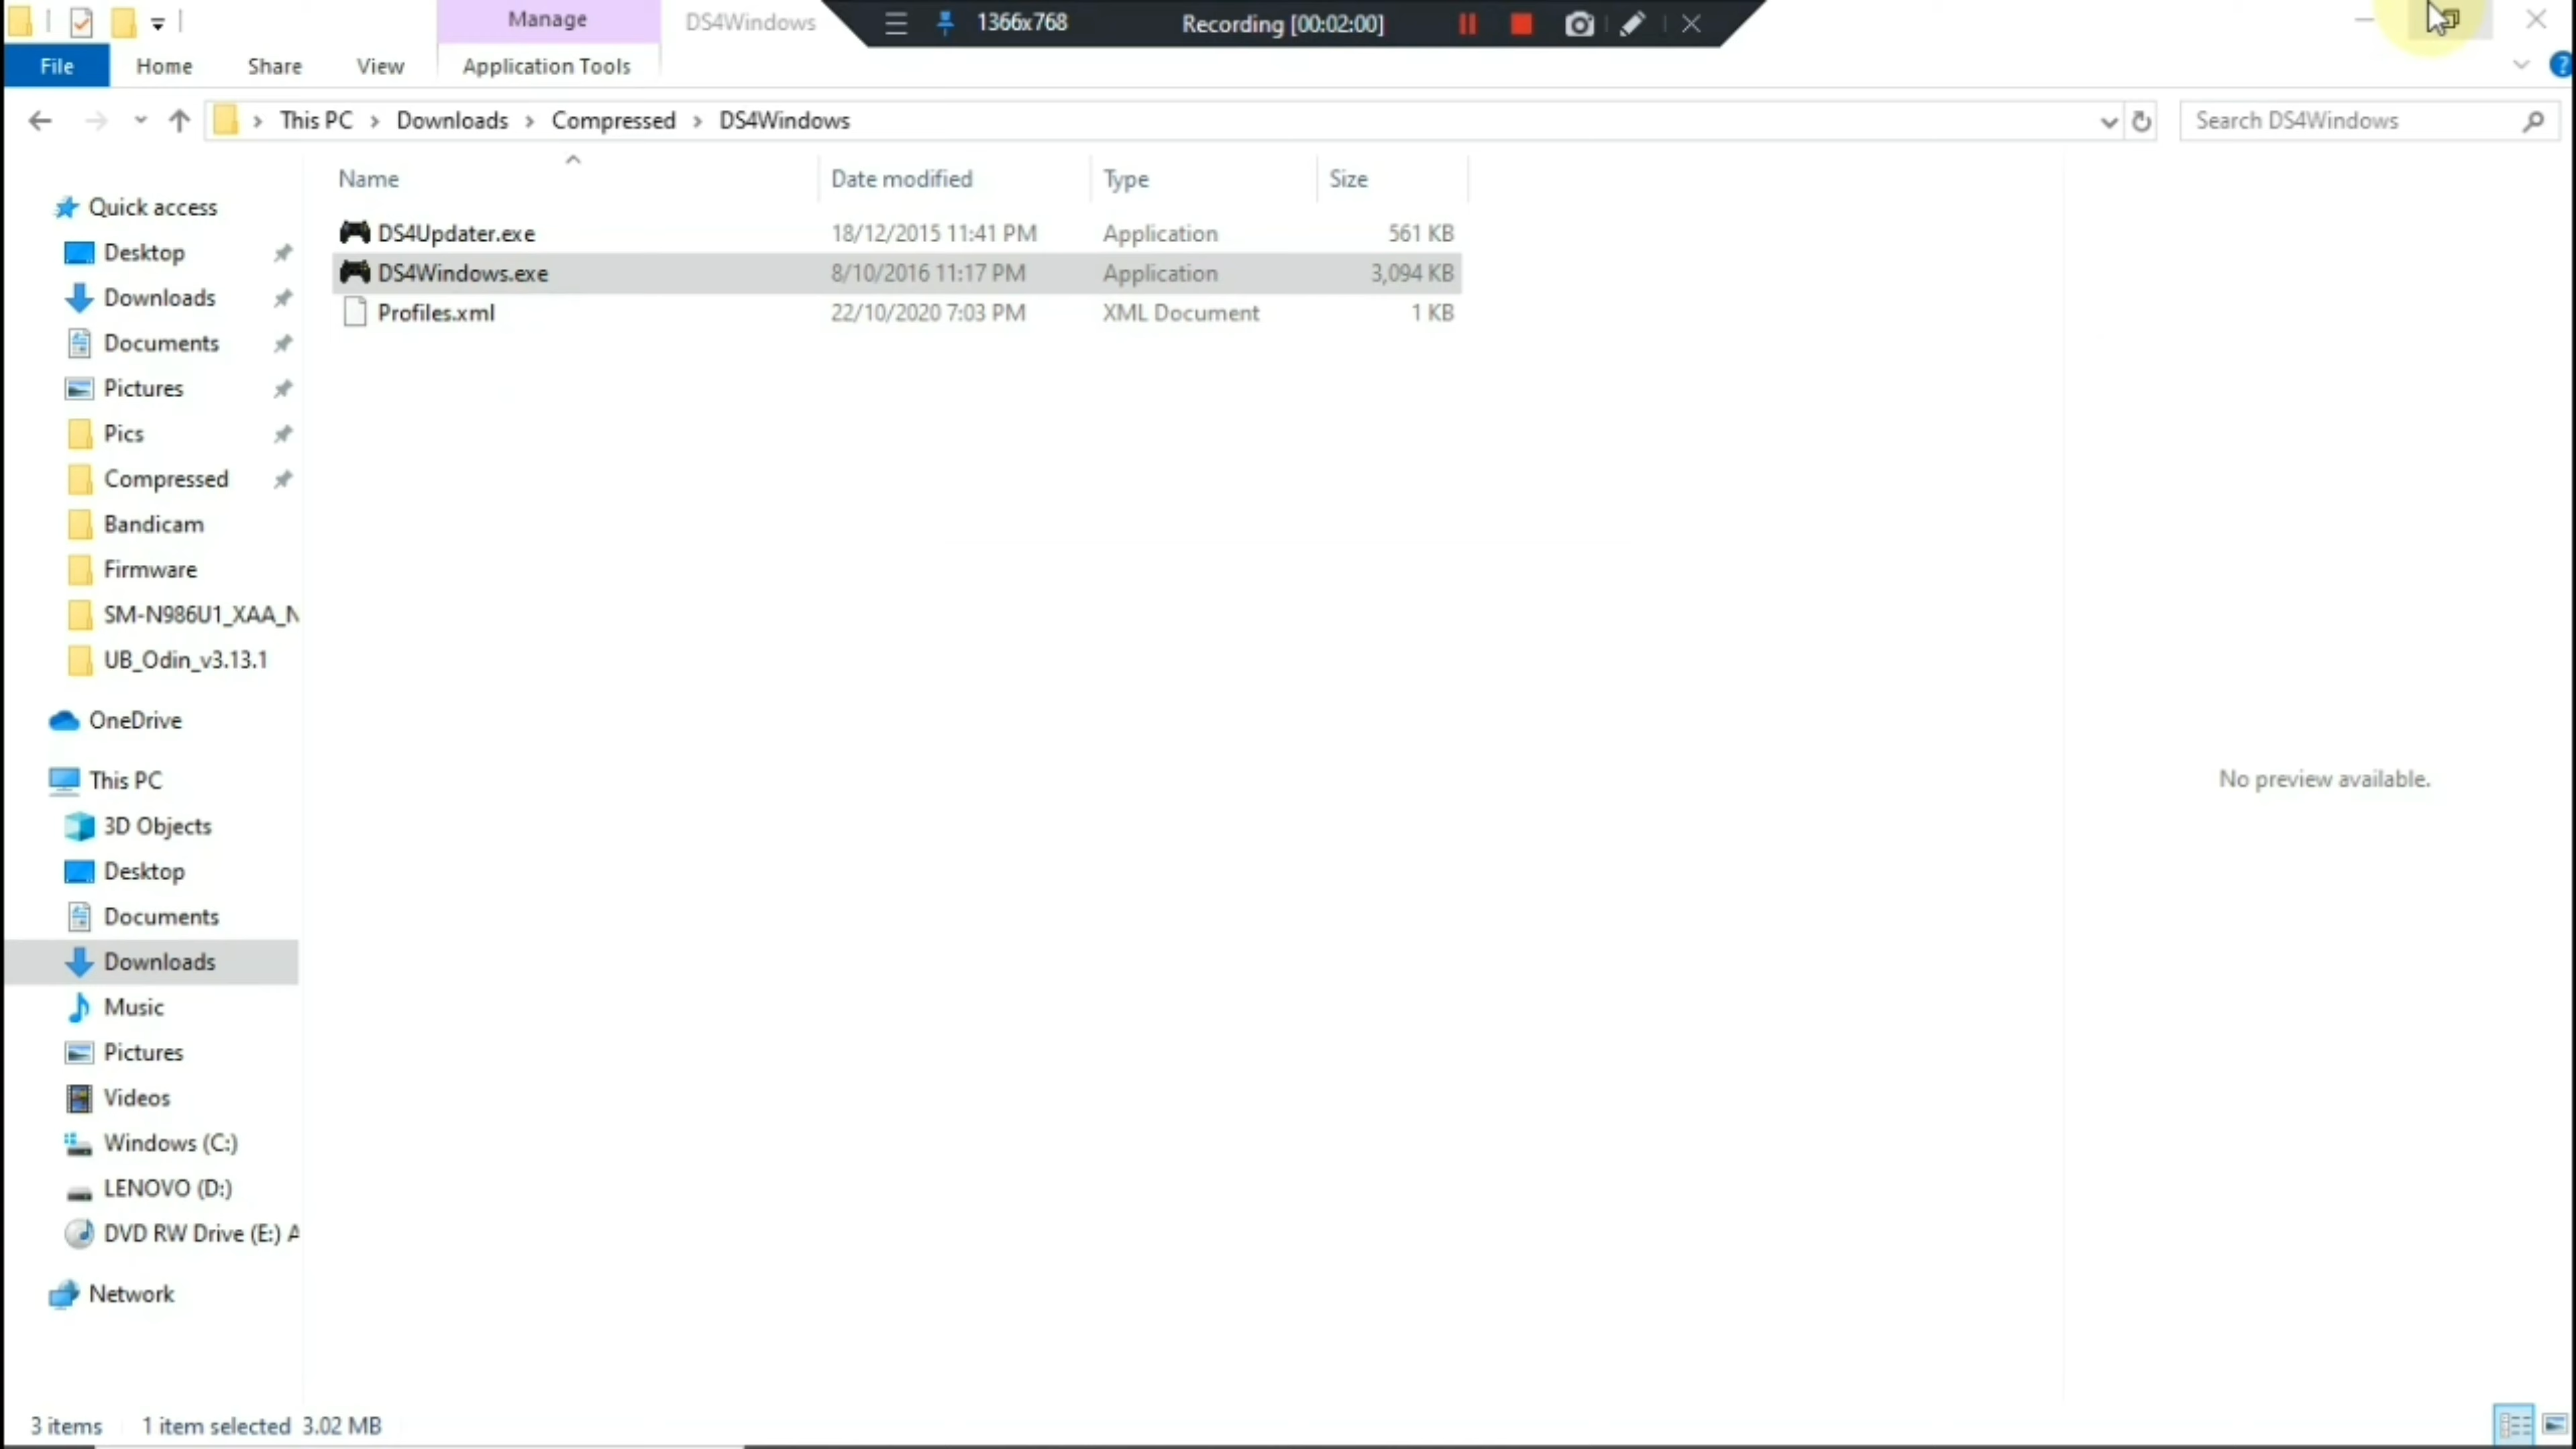 Manage
DS4Windows
1366x768
Recording [00:02:00]
File
Home
Share
View
Application Tools
This PC
Downloads
Compressed
DS4Windows
Search DS4Windows
Name
Date modified
Type
Size
DS4Updater.exe
18/12/2015 11:41 PM
Application
561 KB
DS4Windows.exe
8/10/2016 11:17 PM
Application
3,094 KB
Profiles.xml
22/10/2020 7:03 PM
XML Document
1 KB
Quick access
Desktop
Downloads
Documents
Pictures
Pics
Compressed
Bandicam
Firmware
SM-N986U1_XAA_N
UB_Odin_v3.13.1
OneDrive
This PC
3D Objects
Desktop
Documents
Downloads
Music
Pictures
Videos
Windows (C:)
LENOVO (D:)
DVD RW Drive (E:) A
Network
No preview available.
3 items
1 item selected 3.02 MB